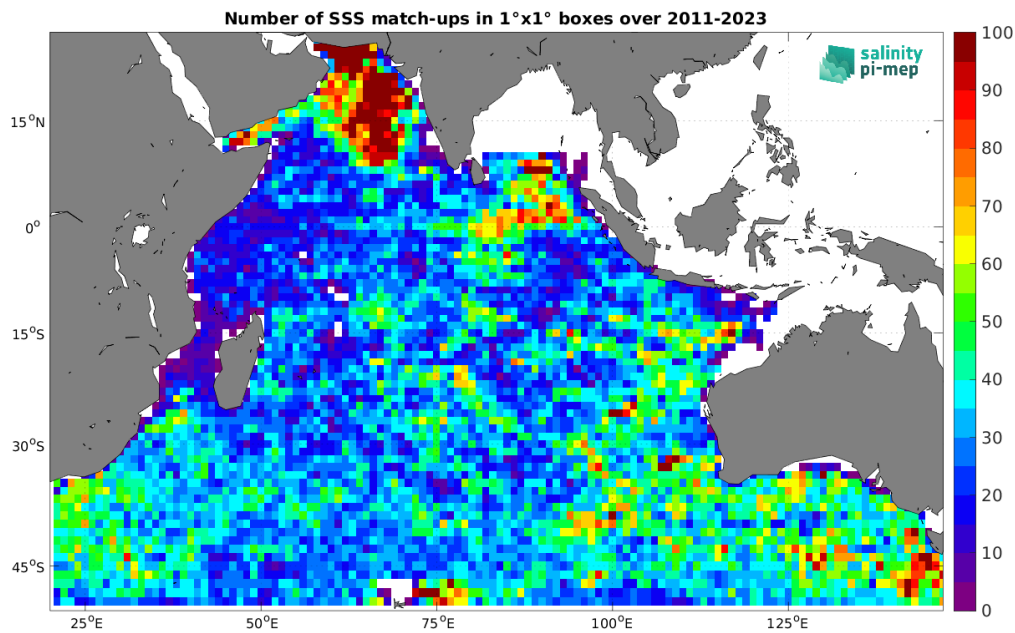 Number of SSS match-ups in 1°x1° boxes over 2011-2023
salinity
pi-mep
15°N
0°
15°S
30°S
45°S
25°E
50°E
75°E
100°E
125°E
100
90
80
70
60
50
40
30
20
10
0